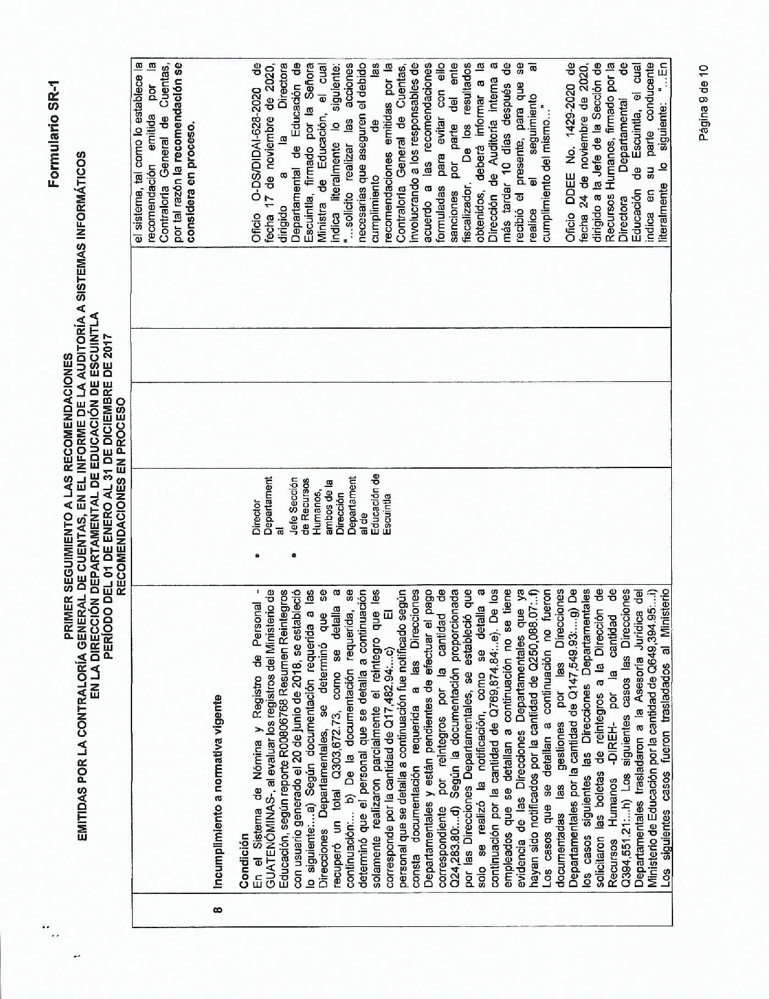 Formulario SR-1
PRIMER SEGUIMIENTO A LAS RECOMENDACIONES
EMITIDAS POR LA CONTRALORÍA GENERAL DE CUENTAS, EN EL INFORME DE LA AUDITORÍA A SISTEMAS INFORMÁTICOS
EN LA DIRECCIÓN DEPARTAMENTAL DE EDUCACIÓN DE ESCUINTLA
PERÍODO DEL 01 DE ENERO AL 31 DE DICIEMBRE DE 2017
RECOMENDACIONES EN PROCESO
el sistema, tal como lo establece la
recomendación emitida por la
Contraloría General de Cuentas,
por tal razón la recomendación se
considera en proceso.
8
Incumplimiento a normativa vigente
Condición
En el Sistema de Nómina y Registro de Personal -
GUATENÓMINAS-, al evaluar los registros del Ministerio de
Educación, según reporte R00806768 Resumen Reintegros
con usuario generado el 20 de junio de 2018, se estableció
lo siguiente:...a) Según documentación requerida a las
Direcciones Departamentales, se determinó que se
recuperó un total Q303,672.73, como se detalla a
continuación:... b) De la documentación requerida, se
determinó que el personal que se detalla a continuación
solamente realizaron parcialmente el reintegro que les
corresponde por la cantidad de Q17,482.94:...c) El
personal que se detalla a continuación fue notificado según
consta documentación requerida a las Direcciones
Departamentales y están pendientes de efectuar el pago
correspondiente por reintegros por la cantidad de
Q24,283.80:...d) Según la documentación proporcionada
por las Direcciones Departamentales, se estableció que
solo se realizó la notificación, como se detalla a
continuación por la cantidad de Q769,874.84:..e). De los
empleados que se detallan a continuación no se tiene
evidencia de las Direcciones Departamentales que ya
hayan sido notificados por la cantidad de Q250,088.07:..f)
Los casos que se detallan a continuación no fueron
documentadas las gestiones por las Direcciones
Departamentales por la cantidad de Q147,549.93:...g) De
los casos siguientes las Direcciones Departamentales
solicitaron las boletas de reintegros a la Dirección de
Recursos Humanos -DIREH- por la cantidad de
Q394,551.21:...h) Los siguientes casos las Direcciones
Departamentales trasladaron a la Asesoría Jurídica del
Ministerio de Educación por la cantidad de Q649,394.95:...i)
Los siguientes casos fueron trasladados al Ministerio
• Director
Departament
al
• Jefe Sección
de Recursos
Humanos,
ambos de la
Dirección
Departament
al de
Educación de
Escuintla
Oficio O-DS/DIDAI-628-2020 de
fecha 17 de noviembre de 2020,
dirigido a la Directora
Departamental de Educación de
Escuintla, firmado por la Señora
Ministra de Educación, el cual
indica literalmente lo siguiente:
“...solicito realizar las acciones
necesarias que aseguren el debido
cumplimiento de las
recomendaciones emitidas por la
Contraloría General de Cuentas,
involucrando a los responsables de
acuerdo a las recomendaciones
formuladas para evitar con ello
sanciones por parte del ente
fiscalizador. De los resultados
obtenidos, deberá informar a la
Dirección de Auditoría Interna a
más tardar 10 días después de
recibió el presente, para que se
realice el seguimiento al
cumplimiento del mismo...”
Oficio DDEE No. 1429-2020 de
fecha 24 de noviembre de 2020,
dirigido a la Jefe de la Sección de
Recursos Humanos, firmado por la
Directora Departamental de
Educación de Escuintla, el cual
indica en su parte conducente
literalmente lo siguiente: “...En
Página 9 de 10